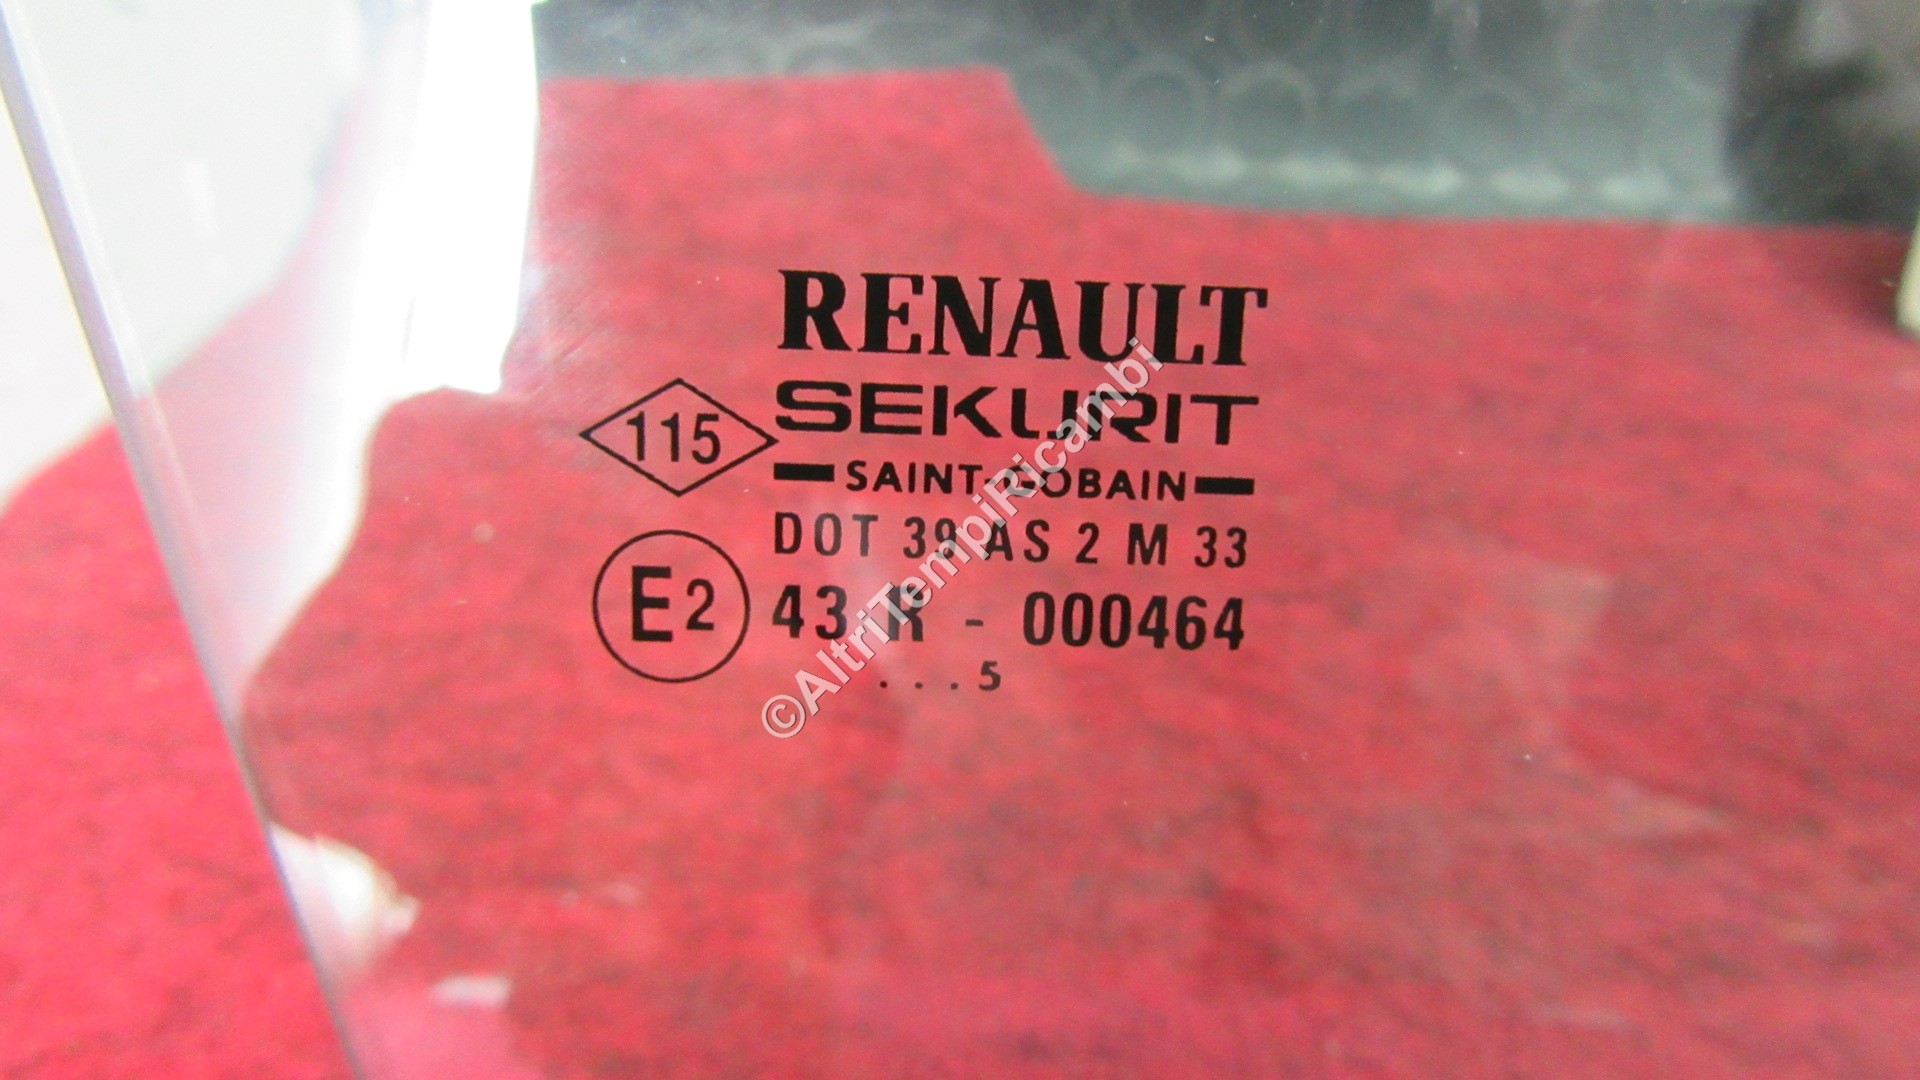 RENAULT
115
SEKURIT
SAINT-GOBAIN
DOT 39 AS 2 M 33
E2
43 R - 000464
...5
©AltriTempiRicambi